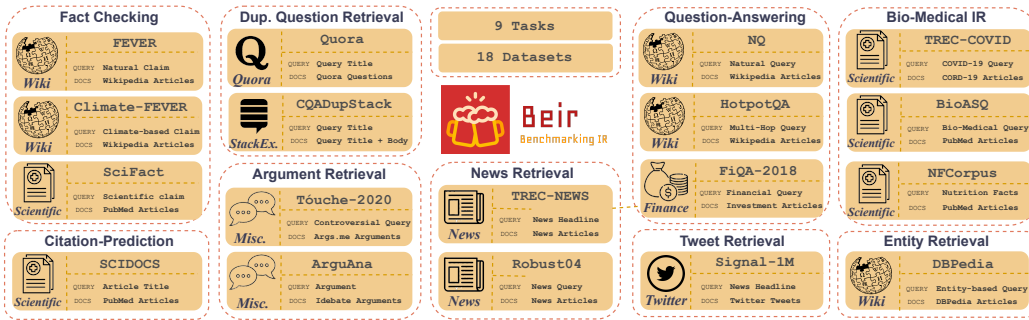 Fact Checking
FEVER
QUERY Natural Claim
DOCS Wikipedia Articles
Wiki
Climate-FEVER
QUERY Climate-based Claim
DOCS Wikipedia Articles
Wiki
SciFact
QUERY Scientific claim
DOCS PubMed Articles
Scientific
Citation-Prediction
SCIDOCS
QUERY Article Title
DOCS PubMed Articles
Scientific
Dup. Question Retrieval
Quora
QUERY Query Title
DOCS Quora Questions
Q
Quora
CQADupStack
QUERY Query Title
DOCS Query Title + Body
StackEx.
Argument Retrieval
Tóuche-2020
QUERY Controversial Query
DOCS Args.me Arguments
Misc.
ArguAna
QUERY Argument
DOCS Idebate Arguments
Misc.
9 Tasks
18 Datasets
Beir
Benchmarking IR
News Retrieval
TREC-NEWS
QUERY News Headline
DOCS News Articles
News
Robust04
QUERY News Query
DOCS News Articles
News
Question-Answering
NQ
QUERY Natural Query
DOCS Wikipedia Articles
Wiki
HotpotQA
QUERY Multi-Hop Query
DOCS Wikipedia Articles
Wiki
FiQA-2018
QUERY Financial Query
DOCS Investment Articles
Finance
Tweet Retrieval
Signal-1M
QUERY News Headline
DOCS Twitter Tweets
Twitter
Bio-Medical IR
TREC-COVID
QUERY COVID-19 Query
DOCS CORD-19 Articles
Scientific
BioASQ
QUERY Bio-Medical Query
DOCS PubMed Articles
Scientific
NFCorpus
QUERY Nutrition Facts
DOCS PubMed Articles
Scientific
Entity Retrieval
DBPedia
QUERY Entity-based Query
DOCS DBPedia Articles
Wiki